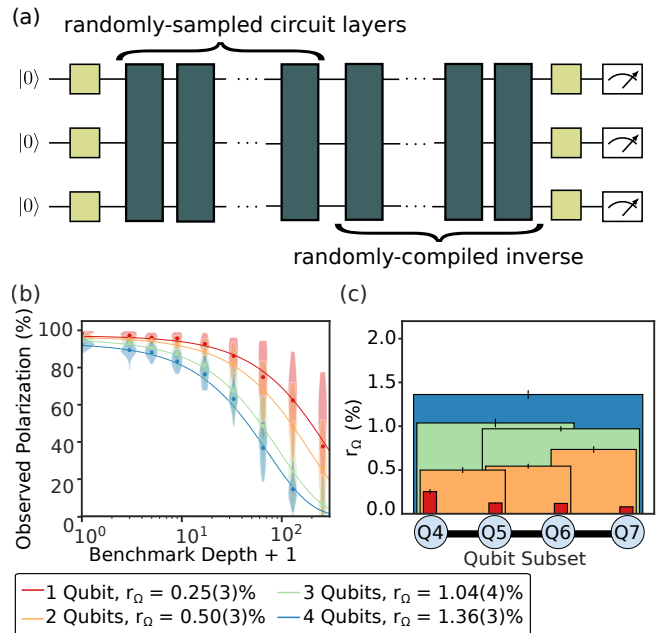 (a)
randomly-sampled circuit layers
|0⟩ ... ...
|0⟩ ... ...
|0⟩ ... ...
randomly-compiled inverse
(b)
Observed Polarization (%)
100
80
60
40
20
0
10⁰ 10¹ 10²
Benchmark Depth + 1
(c)
r_Ω (%)
2.0
1.5
1.0
0.5
0.0
Q4 Q5 Q6 Q7
Qubit Subset
1 Qubit, r_Ω = 0.25(3)%
2 Qubits, r_Ω = 0.50(3)%
3 Qubits, r_Ω = 1.04(4)%
4 Qubits, r_Ω = 1.36(3)%